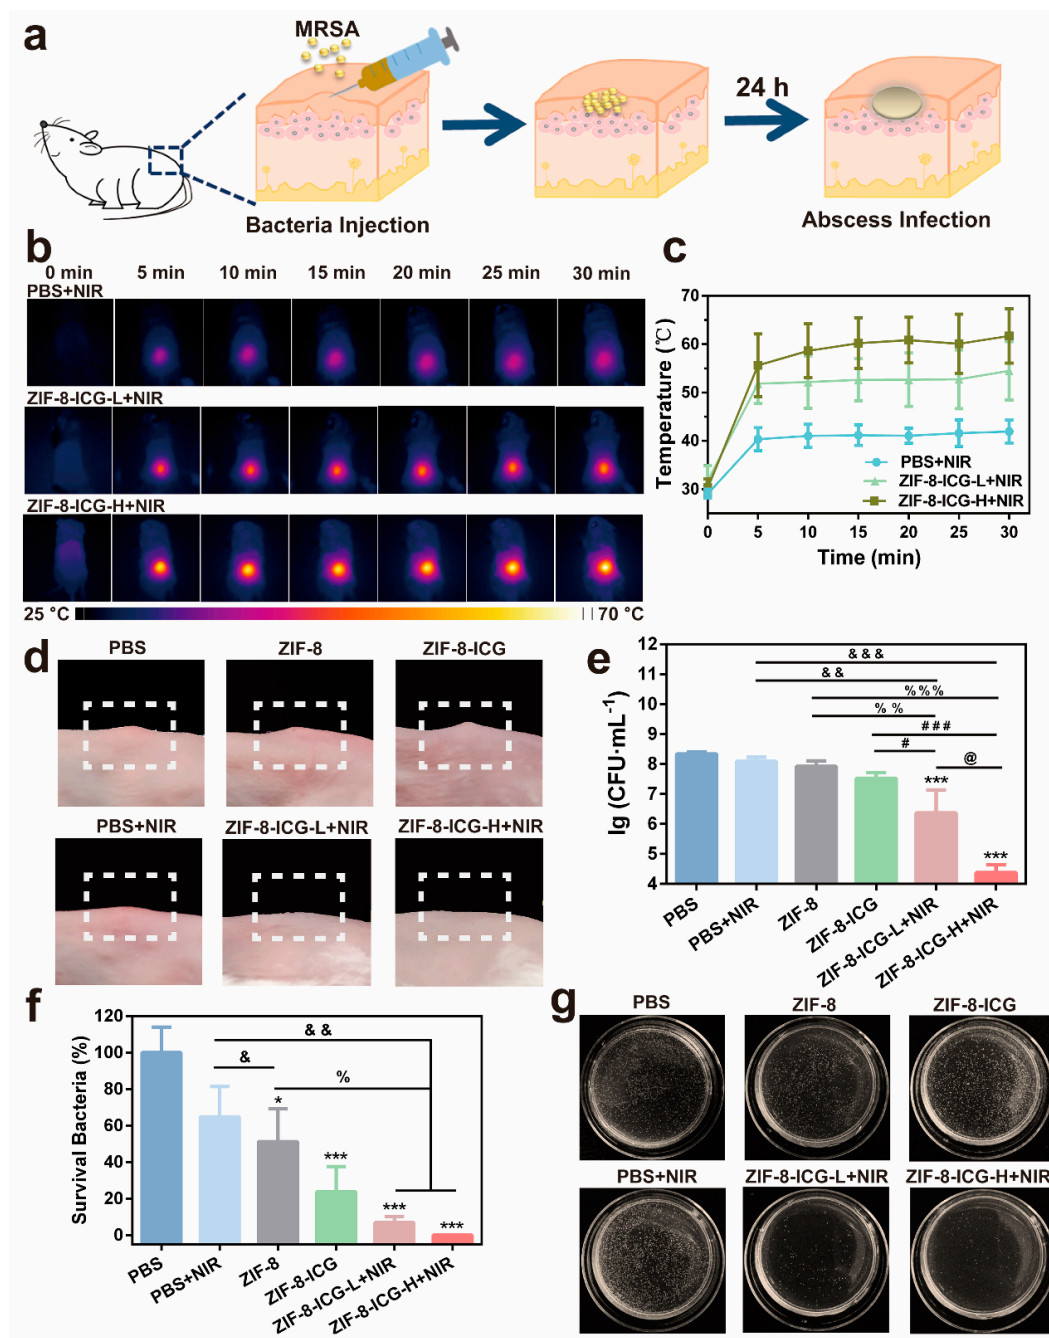 a
MRSA
24 h
Bacteria Injection
Abscess Infection
b
0 min 5 min 10 min 15 min 20 min 25 min 30 min
PBS+NIR
ZIF-8-ICG-L+NIR
ZIF-8-ICG-H+NIR
25 °C
70 °C
c
Temperature (℃)
70
60
50
40
30
PBS+NIR
ZIF-8-ICG-L+NIR
ZIF-8-ICG-H+NIR
0 5 10 15 20 25 30
Time (min)
d
PBS ZIF-8 ZIF-8-ICG
PBS+NIR ZIF-8-ICG-L+NIR ZIF-8-ICG-H+NIR
e
lg (CFU·mL⁻¹)
12
11
10
9
8
7
6
5
4
& & &
& &
% % %
% %
# # #
#
@
***
***
PBS
PBS+NIR
ZIF-8
ZIF-8-ICG
ZIF-8-ICG-L+NIR
ZIF-8-ICG-H+NIR
f
Survival Bacteria (%)
120
100
80
60
40
20
0
& &
&
%
*
***
***
***
PBS
PBS+NIR
ZIF-8
ZIF-8-ICG
ZIF-8-ICG-L+NIR
ZIF-8-ICG-H+NIR
g
PBS ZIF-8 ZIF-8-ICG
PBS+NIR ZIF-8-ICG-L+NIR ZIF-8-ICG-H+NIR